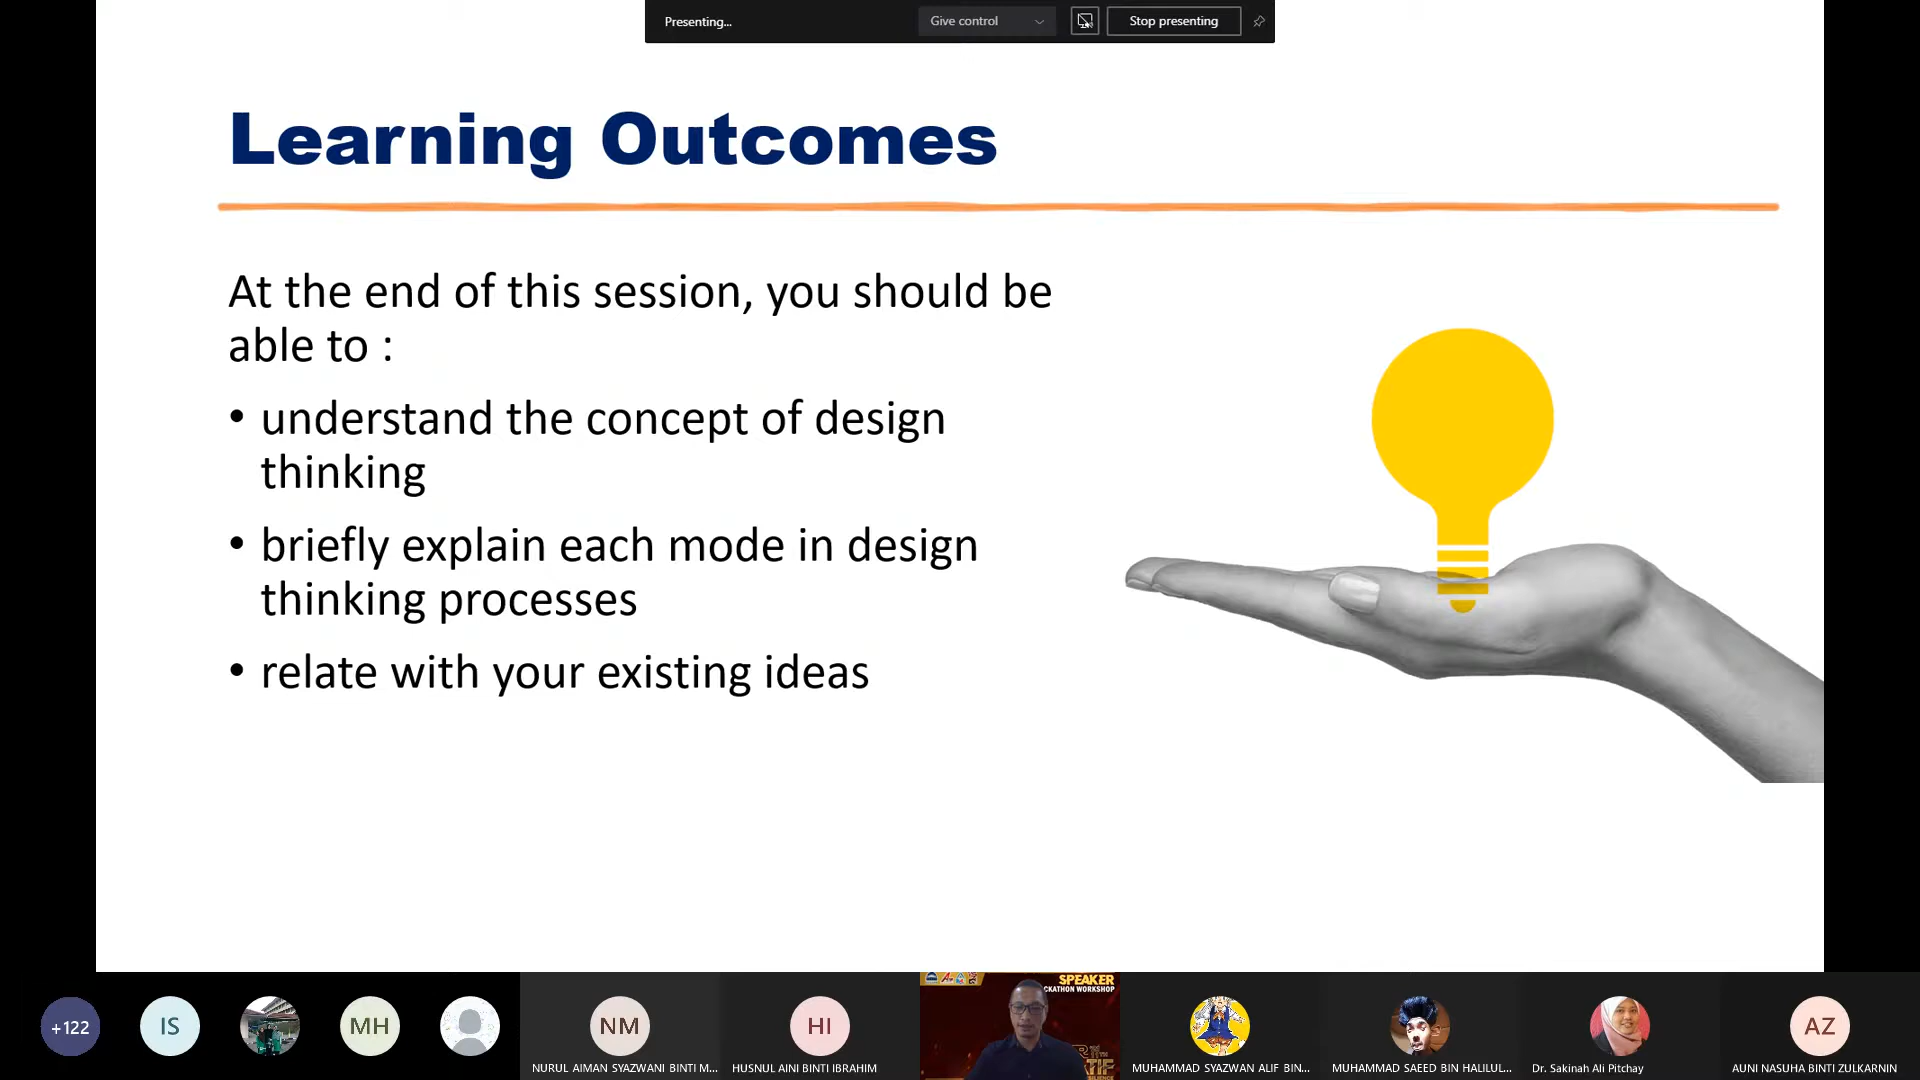 Presenting...
Give control
Stop presenting
Learning Outcomes
At the end of this session, you should be
able to :
• understand the concept of design
thinking
• briefly explain each mode in design
thinking processes
• relate with your existing ideas
+122
IS
MH
NM
HI
AZ
SPEAKER
CKATHON WORKSHOP
NURUL AIMAN SYAZWANI BINTI M...
HUSNUL AINI BINTI IBRAHIM
MUHAMMAD SYAZWAN ALIF BIN...
MUHAMMAD SAEED BIN HALILUL...
Dr. Sakinah Ali Pitchay
AUNI NASUHA BINTI ZULKARNIN